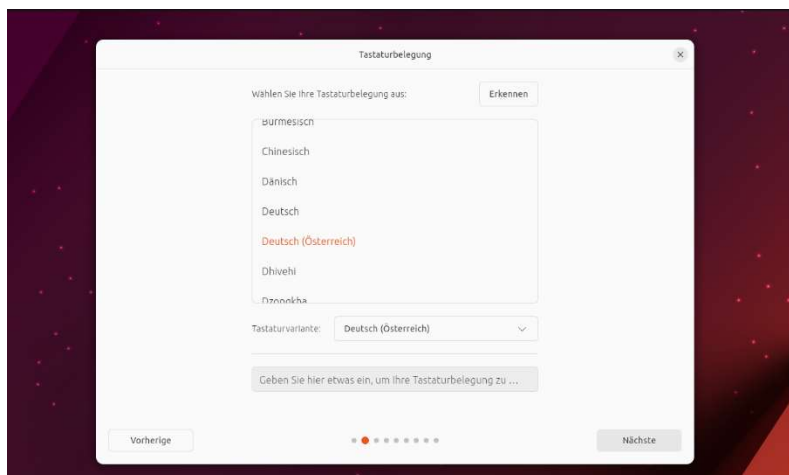 Tastaturbelegung
Wählen Sie Ihre Tastaturbelegung aus:
Erkennen
Burmesisch
Chinesisch
Dänisch
Deutsch
Deutsch (Österreich)
Dhivehi
Dzongkha
Tastaturvariante:
Deutsch (Österreich)
Geben Sie hier etwas ein, um Ihre Tastaturbelegung zu ...
Vorherige
Nächste